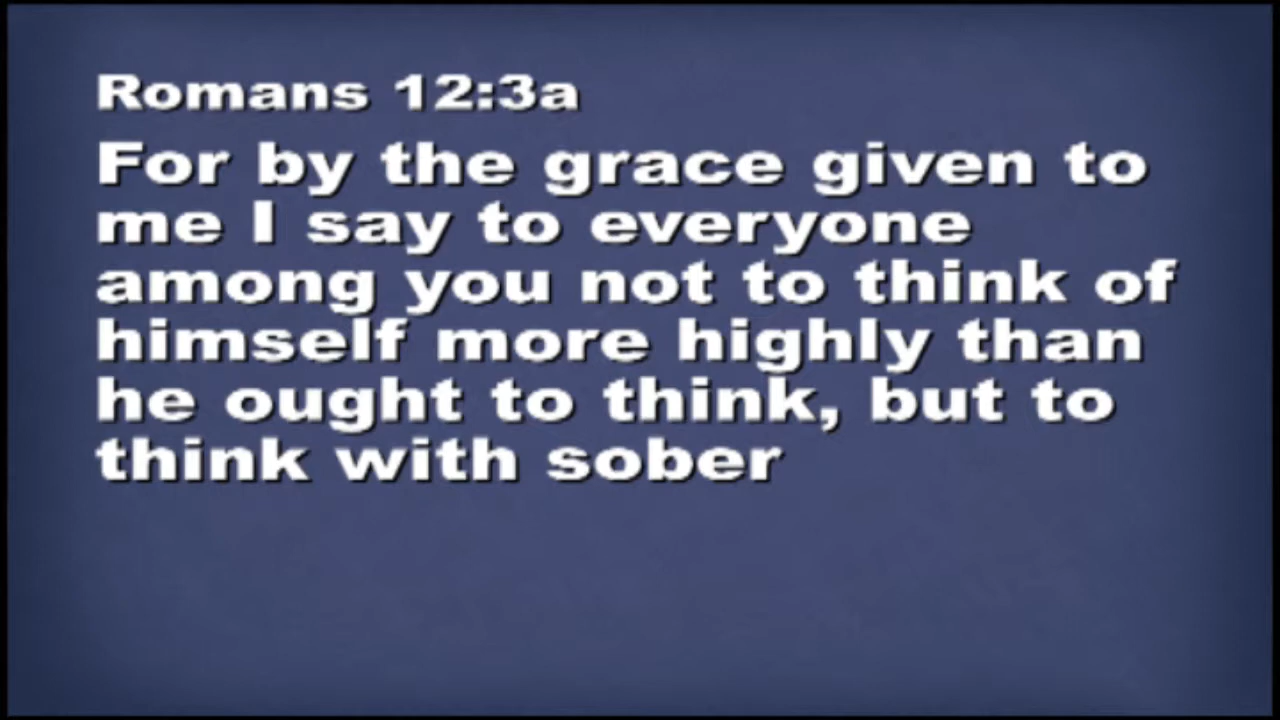 Romans 12:3a
For by the grace given to
me I say to everyone
among you not to think of
himself more highly than
he ought to think, but to
think with sober